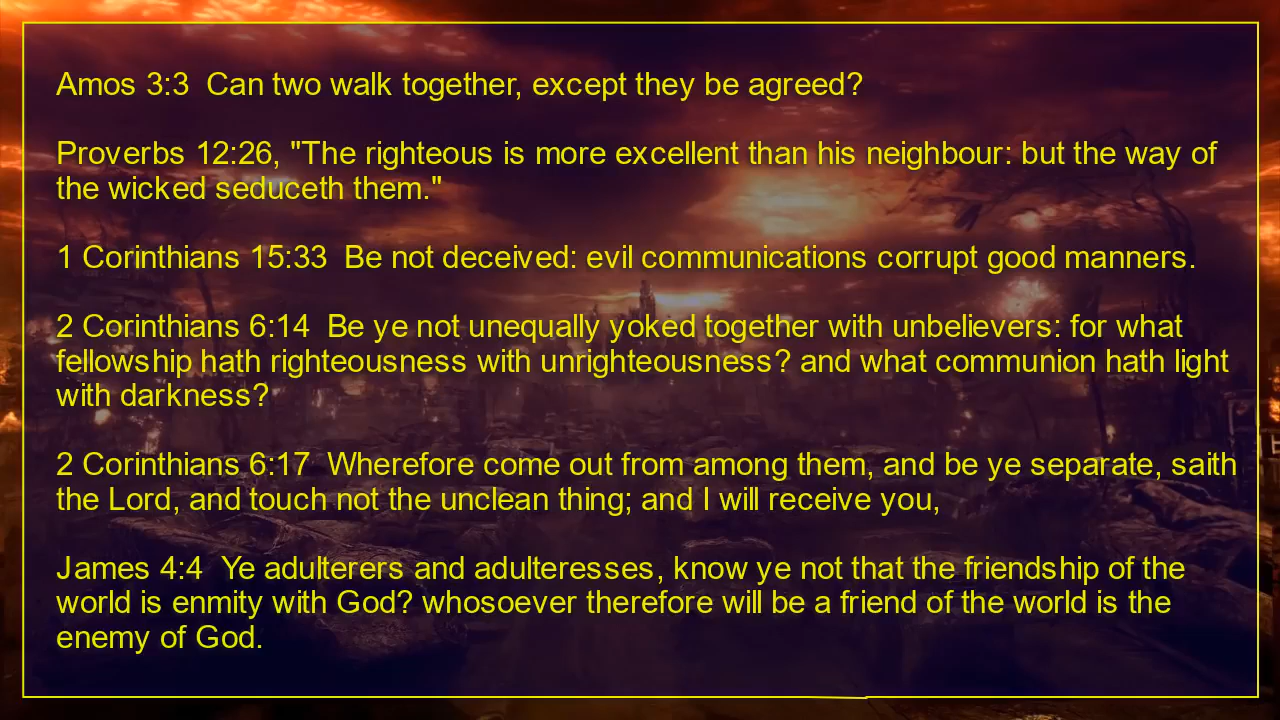 Amos 3:3  Can two walk together, except they be agreed?
Proverbs 12:26, "The righteous is more excellent than his neighbour: but the way of
the wicked seduceth them."
1 Corinthians 15:33  Be not deceived: evil communications corrupt good manners.
2 Corinthians 6:14  Be ye not unequally yoked together with unbelievers: for what
fellowship hath righteousness with unrighteousness? and what communion hath light
with darkness?
2 Corinthians 6:17  Wherefore come out from among them, and be ye separate, saith
the Lord, and touch not the unclean thing; and I will receive you,
James 4:4  Ye adulterers and adulteresses, know ye not that the friendship of the
world is enmity with God? whosoever therefore will be a friend of the world is the
enemy of God.